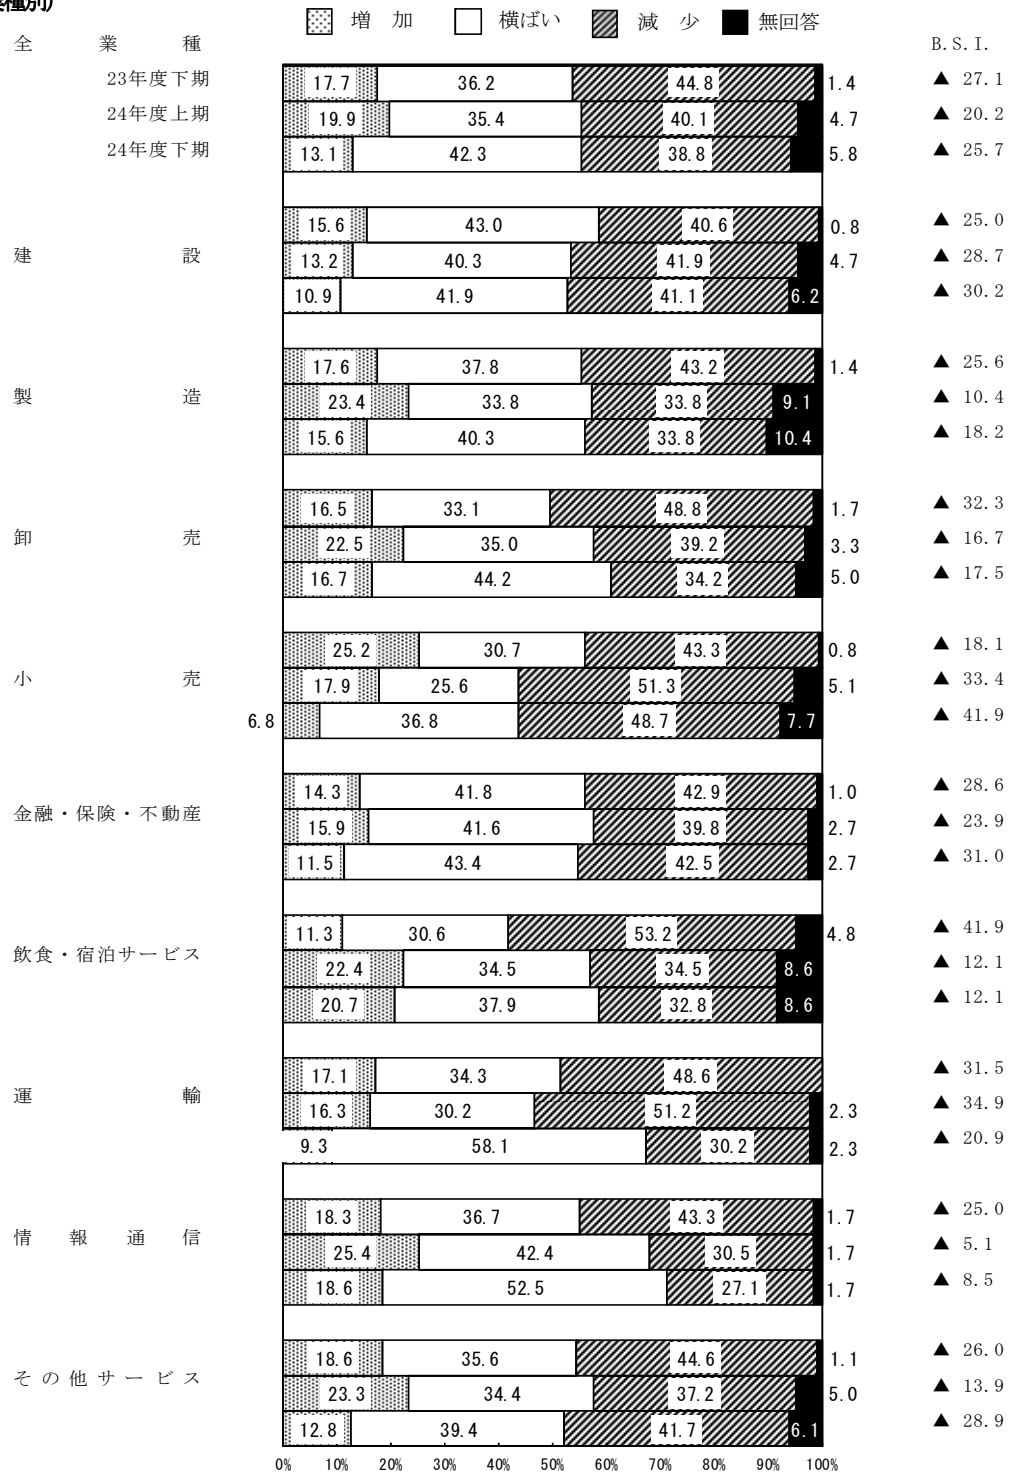 業種別)
増 加 横ばい 減 少 無回答
全 業 種 B.S.I.
23年度下期 17.7 36.2 44.8 1.4 ▲ 27.1
24年度上期 19.9 35.4 40.1 4.7 ▲ 20.2
24年度下期 13.1 42.3 38.8 5.8 ▲ 25.7
15.6 43.0 40.6 0.8 ▲ 25.0
建 設 13.2 40.3 41.9 4.7 ▲ 28.7
10.9 41.9 41.1 6.2 ▲ 30.2
17.6 37.8 43.2 1.4 ▲ 25.6
製 造 23.4 33.8 33.8 9.1 ▲ 10.4
15.6 40.3 33.8 10.4 ▲ 18.2
16.5 33.1 48.8 1.7 ▲ 32.3
卸 売 22.5 35.0 39.2 3.3 ▲ 16.7
16.7 44.2 34.2 5.0 ▲ 17.5
25.2 30.7 43.3 0.8 ▲ 18.1
小 売 17.9 25.6 51.3 5.1 ▲ 33.4
6.8 36.8 48.7 7.7 ▲ 41.9
14.3 41.8 42.9 1.0 ▲ 28.6
金融・保険・不動産 15.9 41.6 39.8 2.7 ▲ 23.9
11.5 43.4 42.5 2.7 ▲ 31.0
11.3 30.6 53.2 4.8 ▲ 41.9
飲食・宿泊サービス 22.4 34.5 34.5 8.6 ▲ 12.1
20.7 37.9 32.8 8.6 ▲ 12.1
17.1 34.3 48.6 ▲ 31.5
運 輸 16.3 30.2 51.2 2.3 ▲ 34.9
9.3 58.1 30.2 2.3 ▲ 20.9
18.3 36.7 43.3 1.7 ▲ 25.0
情 報 通 信 25.4 42.4 30.5 1.7 ▲ 5.1
18.6 52.5 27.1 1.7 ▲ 8.5
18.6 35.6 44.6 1.1 ▲ 26.0
そ の 他 サ ー ビ ス 23.3 34.4 37.2 5.0 ▲ 13.9
12.8 39.4 41.7 6.1 ▲ 28.9
0% 10% 20% 30% 40% 50% 60% 70% 80% 90% 100%